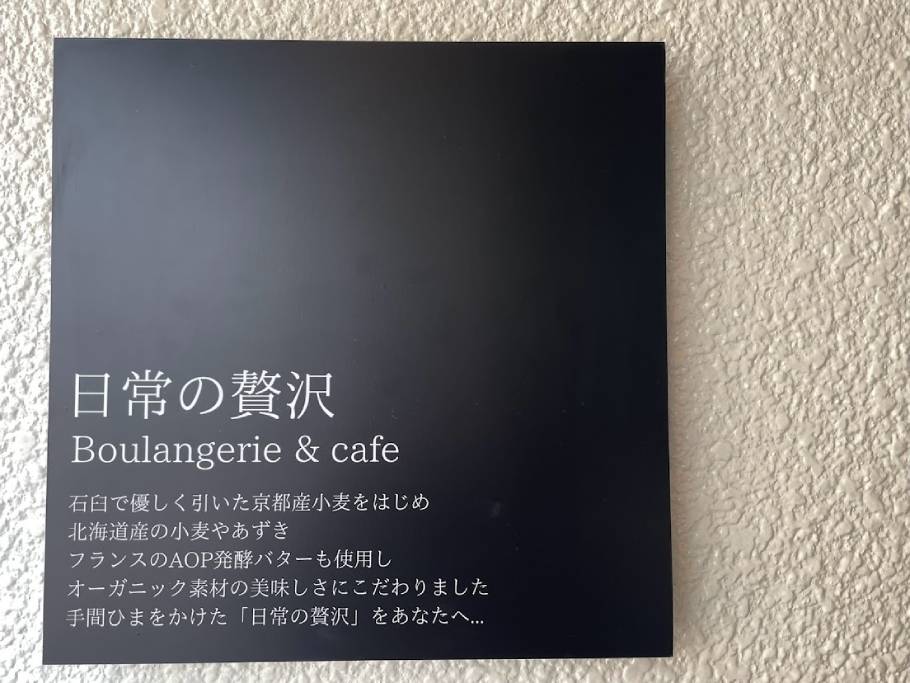 日常の贅沢
Boulangerie & cafe
石臼で優しく引いた京都産小麦をはじめ
北海道産の小麦やあずき
フランスのAOP発酵バターも使用し
オーガニック素材の美味しさにこだわりました
手間ひまをかけた「日常の贅沢」をあなたへ...